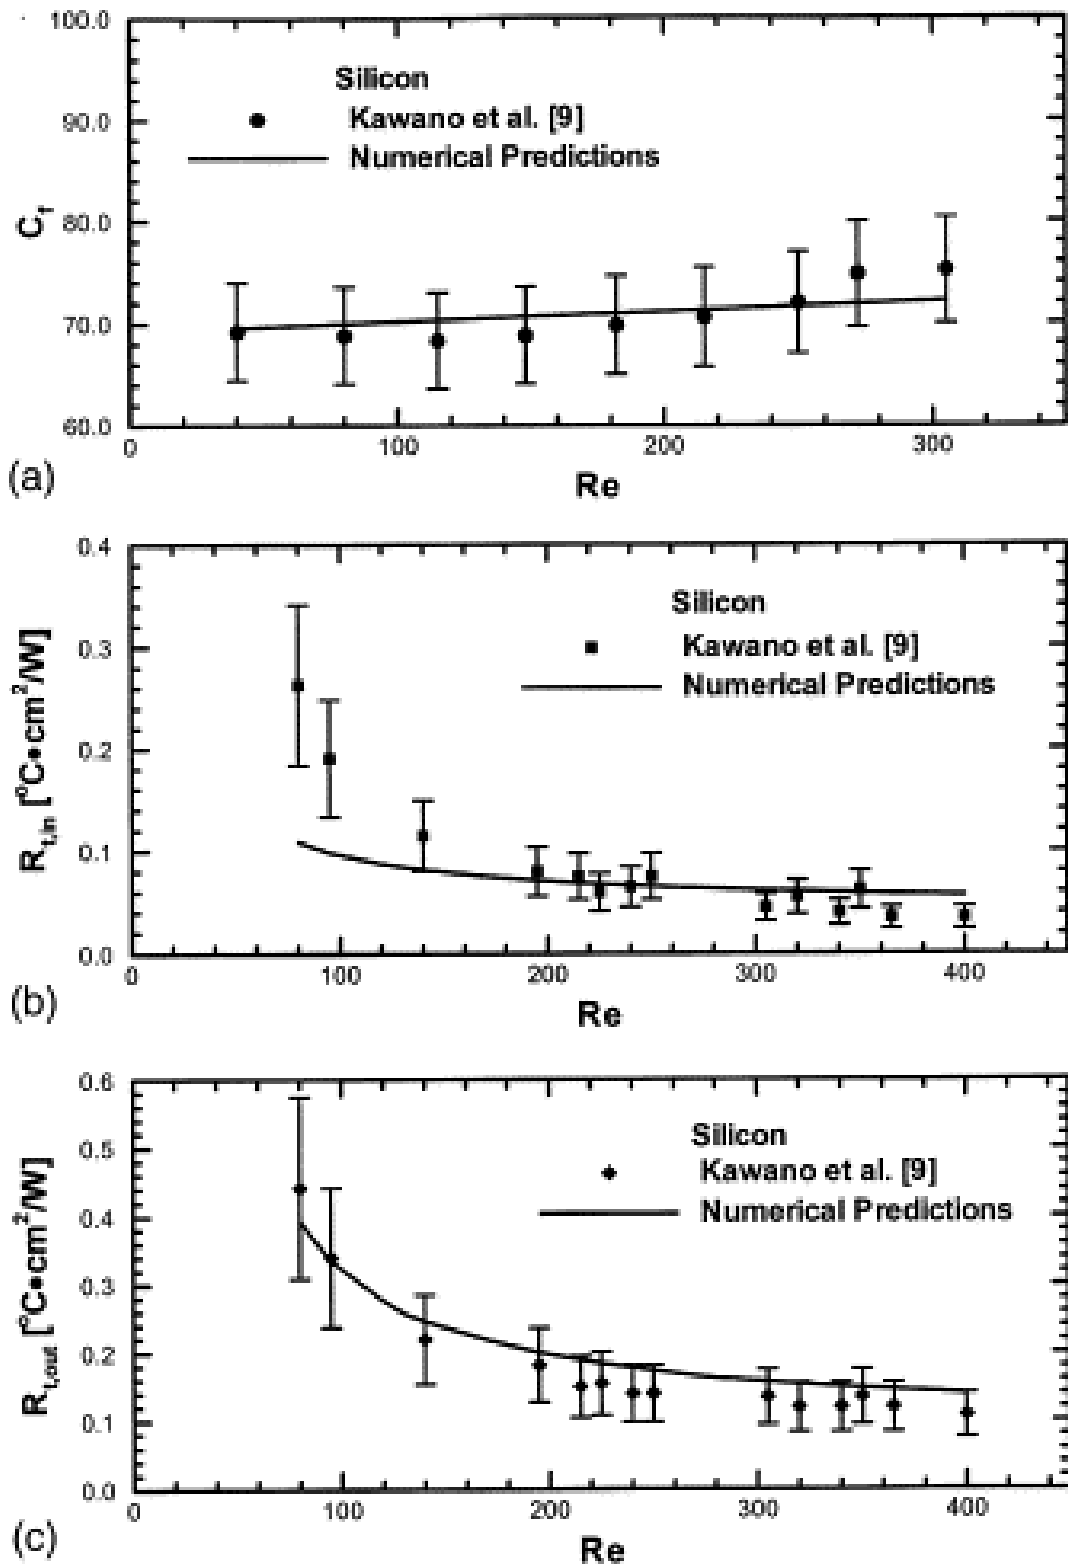 100.0
Silicon
Kawano et al. [9]
Numerical Predictions
90.0
80.0
70.0
60.0
C_f
0 100 200 300
Re
(a)
0.4
0.3
0.2
0.1
0.0
R_t,in [°C•cm²/W]
Silicon
Kawano et al. [9]
Numerical Predictions
0 100 200 300 400
Re
(b)
0.6
0.5
0.4
0.3
0.2
0.1
0.0
R_t,out [°C•cm²/W]
Silicon
Kawano et al. [9]
Numerical Predictions
0 100 200 300 400
Re
(c)